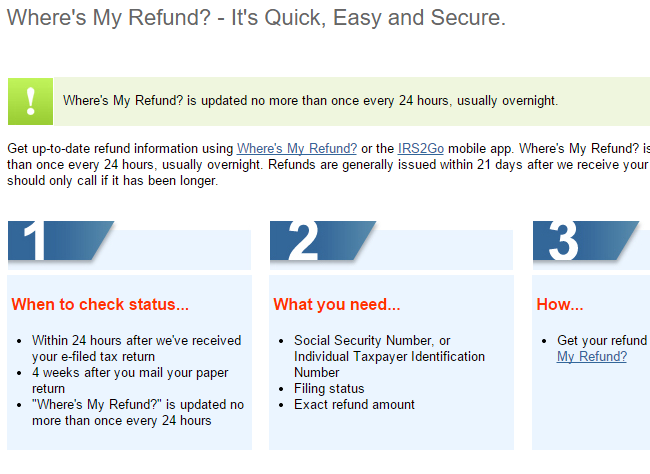 Where's My Refund? - It's Quick, Easy and Secure.
!
Where's My Refund? is updated no more than once every 24 hours, usually overnight.
Get up-to-date refund information using Where's My Refund? or the IRS2Go mobile app. Where's My Refund? is
than once every 24 hours, usually overnight. Refunds are generally issued within 21 days after we receive your
should only call if it has been longer.
1
When to check status...
• Within 24 hours after we've received
your e-filed tax return
• 4 weeks after you mail your paper
return
• "Where's My Refund?" is updated no
more than once every 24 hours
2
What you need...
• Social Security Number, or
Individual Taxpayer Identification
Number
• Filing status
• Exact refund amount
3
How...
• Get your refund
My Refund?